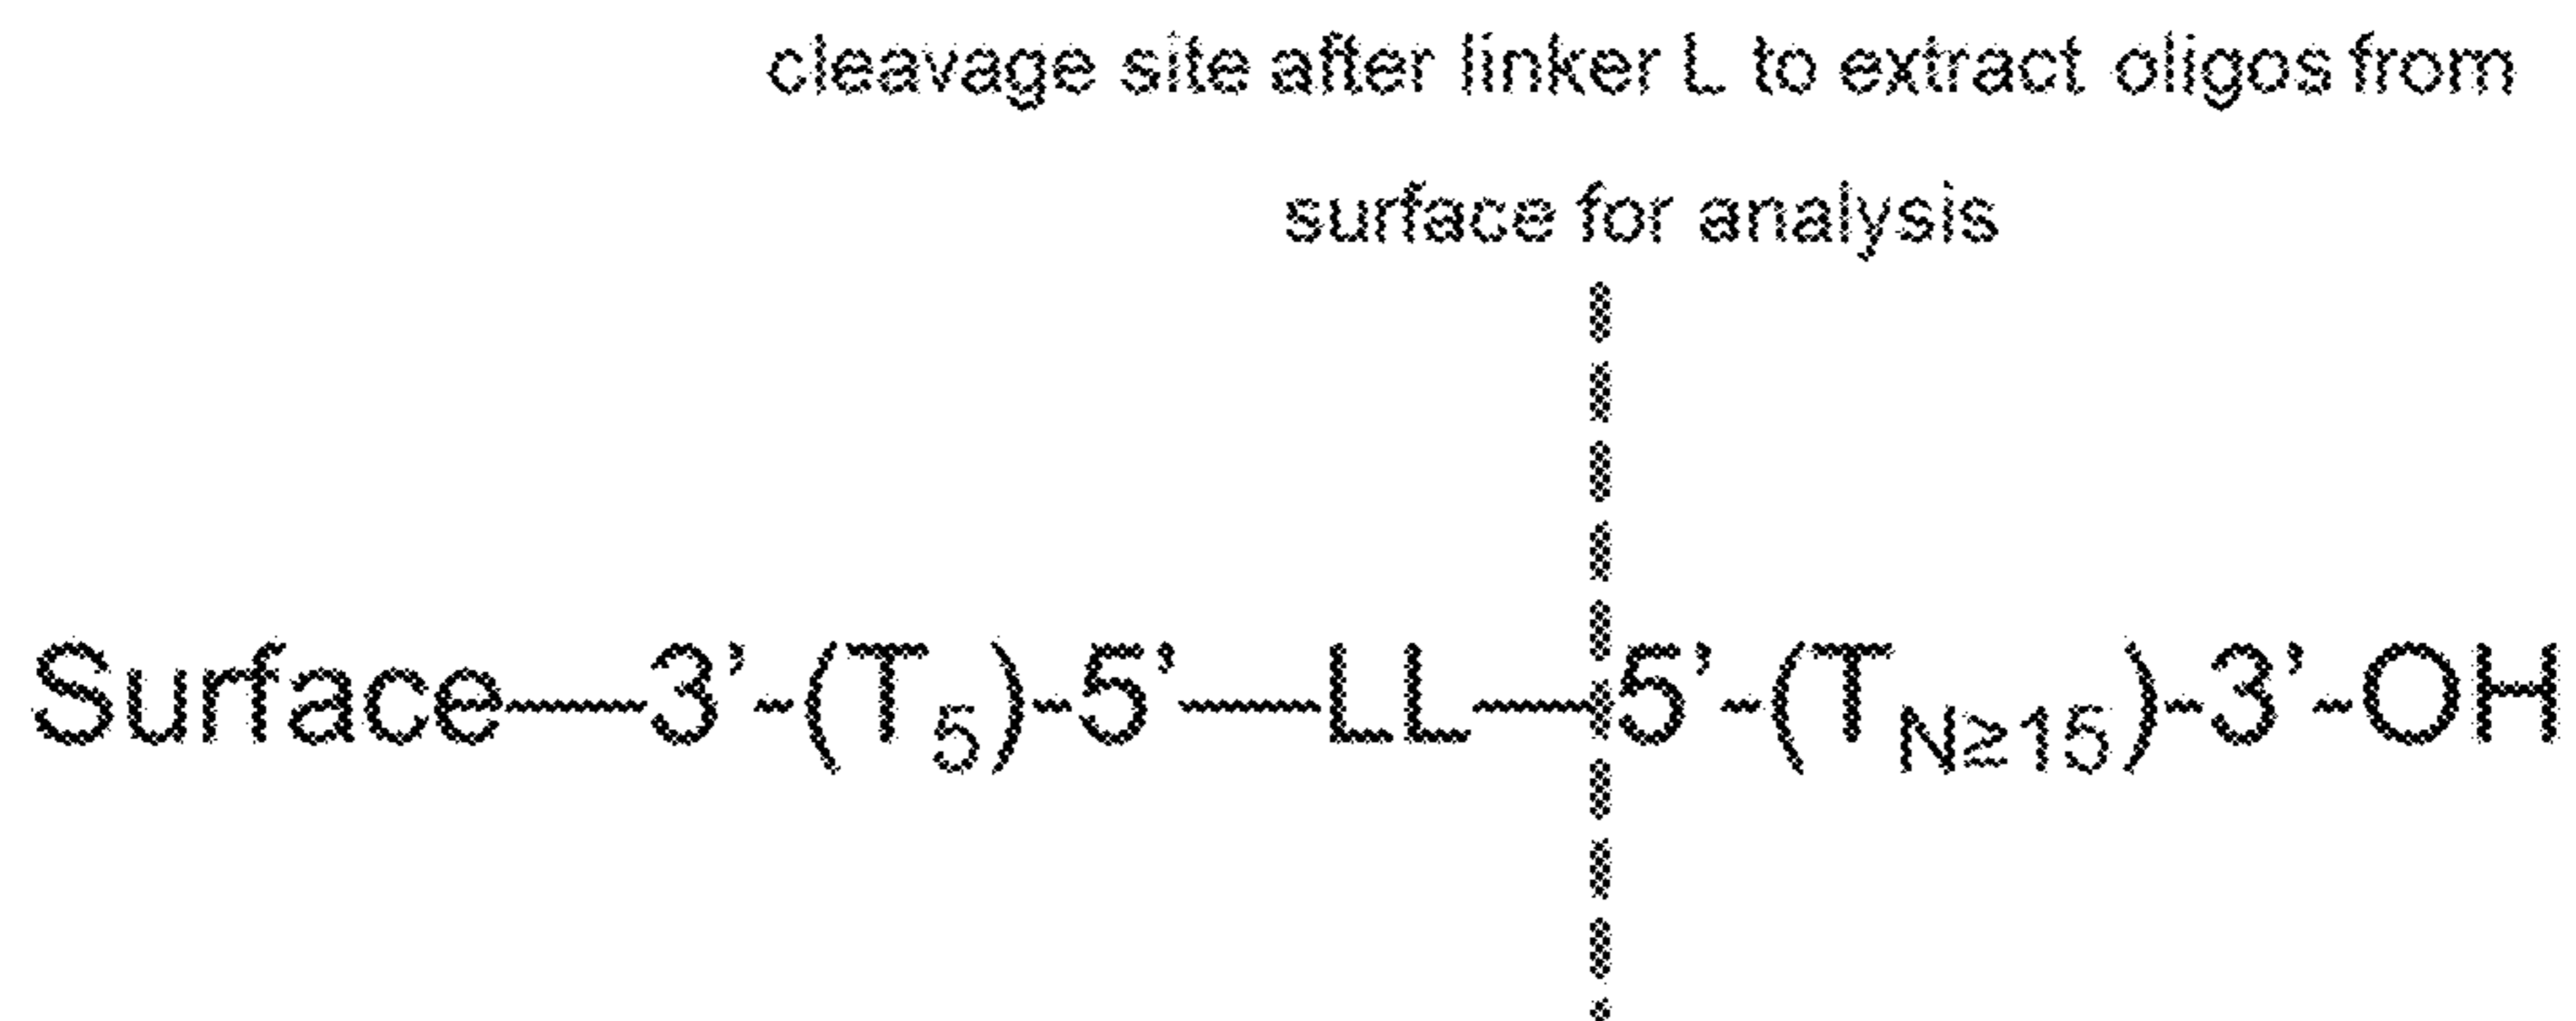 cleavage site after linker L to extract oligos from
surface for analysis
Surface—3’-(T₅)-5’—LL—5’-(T_N≥15)-3’-OH